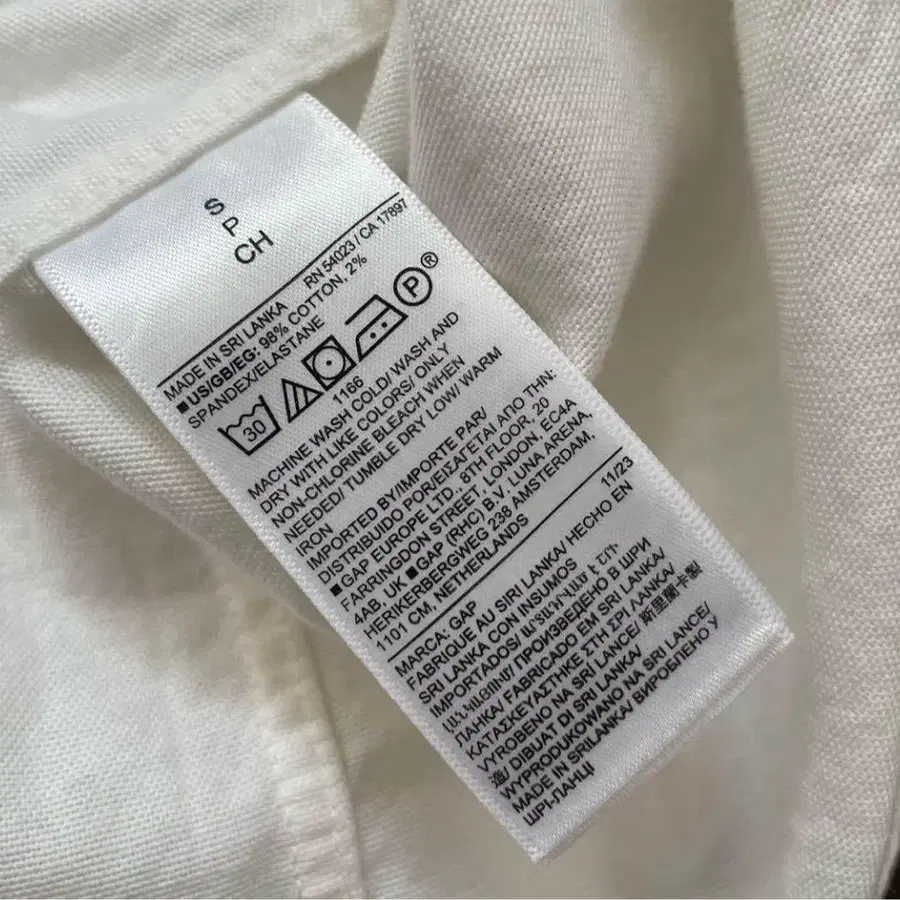 S
P
CH
MADE IN SRI LANKA RN 54023 / CA 17897
■US/GB/EG: 98% COTTON, 2%
SPANDEX/ELASTANE
30 P ®
1166
MACHINE WASH COLD/ WASH AND
DRY WITH LIKE COLORS/ ONLY
NON-CHLORINE BLEACH WHEN
NEEDED/ TUMBLE DRY LOW/ WARM
IRON
IMPORTED BY/IMPORTE PAR/
DISTRIBUIDO POR/ΕΙΣΑΓΕΤΑΙ ΑΠΟ ΤΗΝ:
■GAP EUROPE LTD., 8TH FLOOR, 20
FARRINGDON STREET, LONDON, EC4A
4AB, UK ■GAP (RHC) B.V, LUNA ARENA,
HERIKERBERGWEG 238 AMSTERDAM,
1101 CM, NETHERLANDS 11/23
MARCA: GAP
FABRIQUE AU SRI LANKA/ HECHO EN
SRI LANKA CON INSUMOS
IMPORTADOS/ ПРОИЗВЕДЕНО В ШРИ
ЛАНКА/ FABRICADO EM SRI LANKA/
ΚΑΤΑΣΚΕΥΑΣΤΗΚΕ ΣΤΗ ΣΡΙ ΛΑΝΚΑ/
VYROBENO NA SRÍ LANCE/ 斯里蘭卡製
造/ DIBUAT DI SRI LANKA/
WYPRODUKOWANO NA SRI LANCE/
MADE IN SRILANKA/ ВИРОБЛЕНО У
ШРІ-ЛАНЦІ